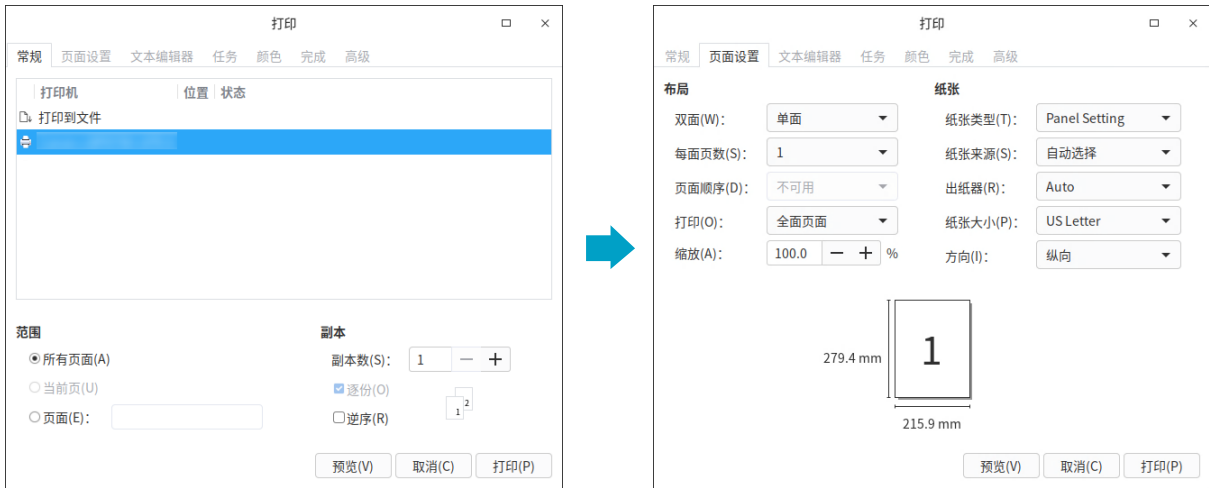 打印
常规 页面设置 文本编辑器 任务 颜色 完成 高级
打印机 位置 状态
打印到文件
范围 副本
所有页面(A) 副本数(S): 1
当前页(U) 逐份(O)
页面(E): 逆序(R) 1 2
预览(V) 取消(C) 打印(P)
打印
常规 页面设置 文本编辑器 任务 颜色 完成 高级
布局 纸张
双面(W): 单面 纸张类型(T): Panel Setting
每面页数(S): 1 纸张来源(S): 自动选择
页面顺序(D): 不可用 出纸器(R): Auto
打印(O): 全面页面 纸张大小(P): US Letter
缩放(A): 100.0 % 方向(I): 纵向
279.4 mm 1
215.9 mm
预览(V) 取消(C) 打印(P)